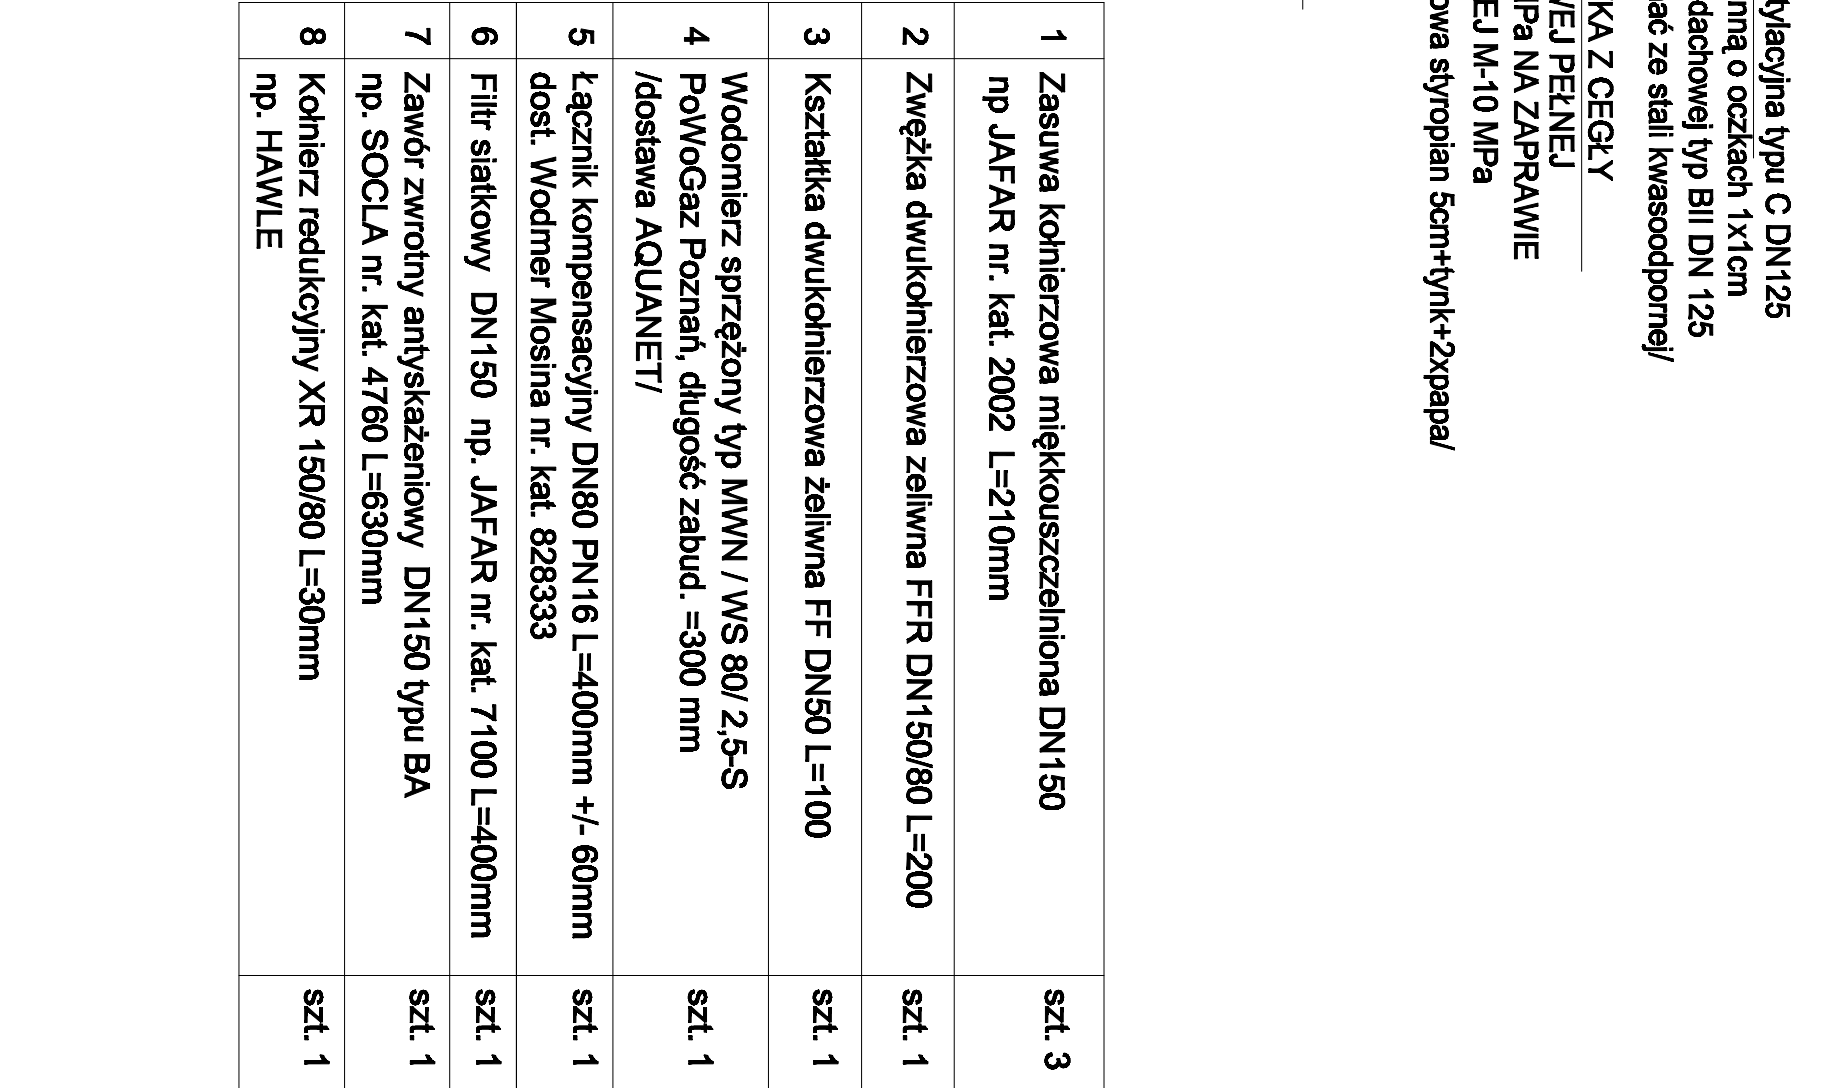 tylacyjna typu C DN125
nną o oczkach 1x1cm
dachowej typ BII DN 125
ać ze stali kwasoodpornej/
KA Z CEGŁY
EJ PEŁNEJ
Pa NA ZAPRAWIE
EJ M-10 MPa
owa styropian 5cm+tynk+2xpapa/
1 Zasuwa kołnierzowa miękkouszczelniona DN150 szt. 3
np JAFAR nr. kat. 2002 L=210mm
2 Zwężka dwukołnierzowa zeliwna FFR DN150/80 L=200 szt. 1
3 Kształtka dwukołnierzowa żeliwna FF DN50 L=100 szt. 1
Wodomierz sprzężony typ MWN / WS 80/ 2,5-S
4 PoWoGaz Poznań, długość zabud. =300 mm szt. 1
/dostawa AQUANET/
5 Łącznik kompensacyjny DN80 PN16 L=400mm +/- 60mm szt. 1
dost. Wodmer Mosina nr. kat. 828333
6 Filtr siatkowy DN150 np. JAFAR nr. kat. 7100 L=400mm szt. 1
7 Zawór zwrotny antyskażeniowy DN150 typu BA szt. 1
np. SOCLA nr. kat. 4760 L=630mm
8 Kołnierz redukcyjny XR 150/80 L=30mm szt. 1
np. HAWLE